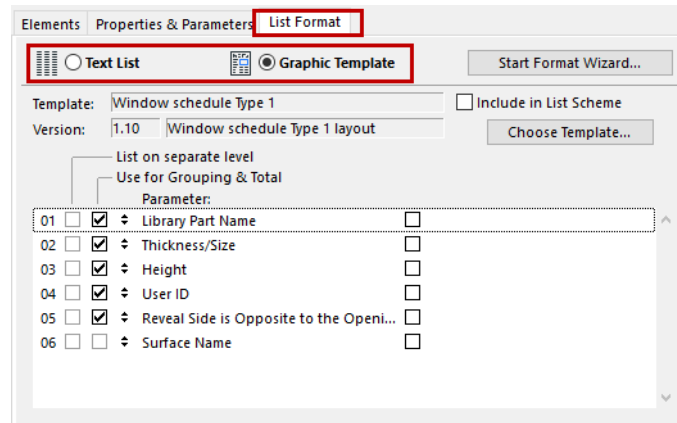 Elements Properties & Parameters List Format
Text List Graphic Template Start Format Wizard...
Template: Window schedule Type 1 Include in List Scheme
Version: 1.10 Window schedule Type 1 layout Choose Template...
List on separate level
Use for Grouping & Total
Parameter:
01 Library Part Name
02 Thickness/Size
03 Height
04 User ID
05 Reveal Side is Opposite to the Openi...
06 Surface Name